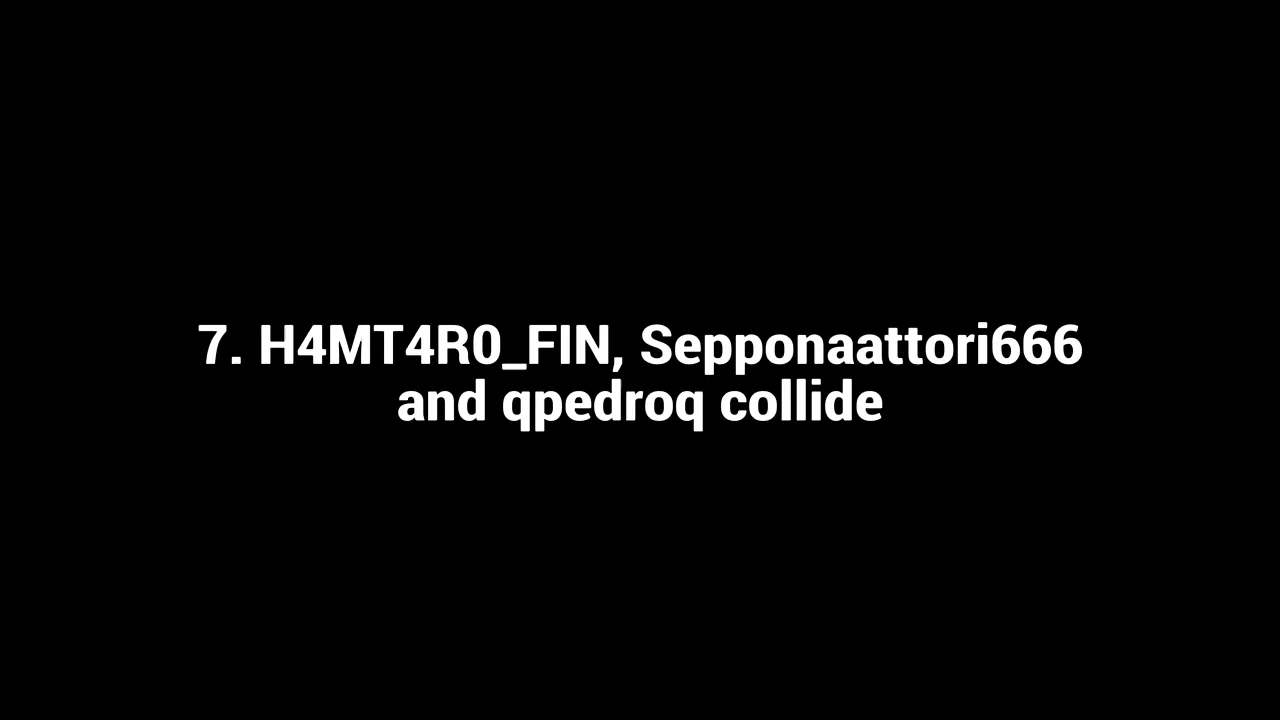 7. H4MT4R0_FIN, Sepponaattori666
and qpedroq collide